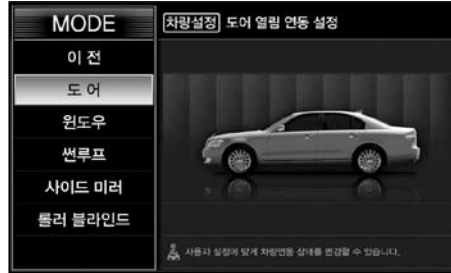 MODE
이 전
도 어
윈도우
썬루프
사이드 미러
롤러 블라인드
차량설정 도어 열림 연동 설정
사용자 설정에 맞게 차량연동 상태를 변경할 수 있습니다.